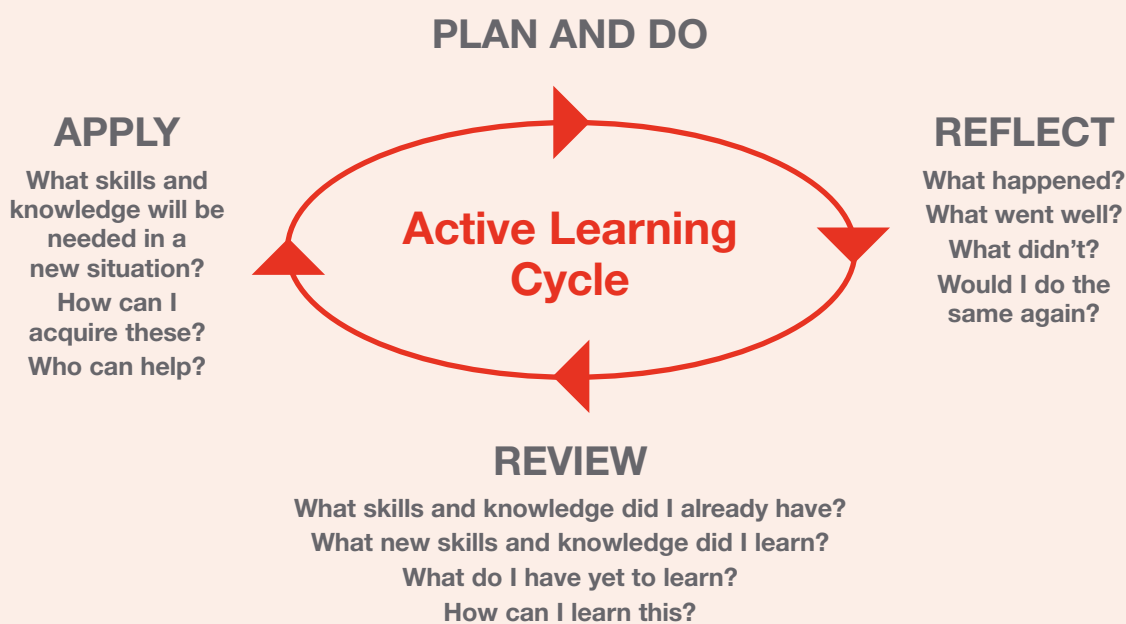 PLAN AND DO
APPLY
What skills and
knowledge will be
needed in a
new situation?
How can I
acquire these?
Who can help?
Active Learning
Cycle
REFLECT
What happened?
What went well?
What didn’t?
Would I do the
same again?
REVIEW
What skills and knowledge did I already have?
What new skills and knowledge did I learn?
What do I have yet to learn?
How can I learn this?